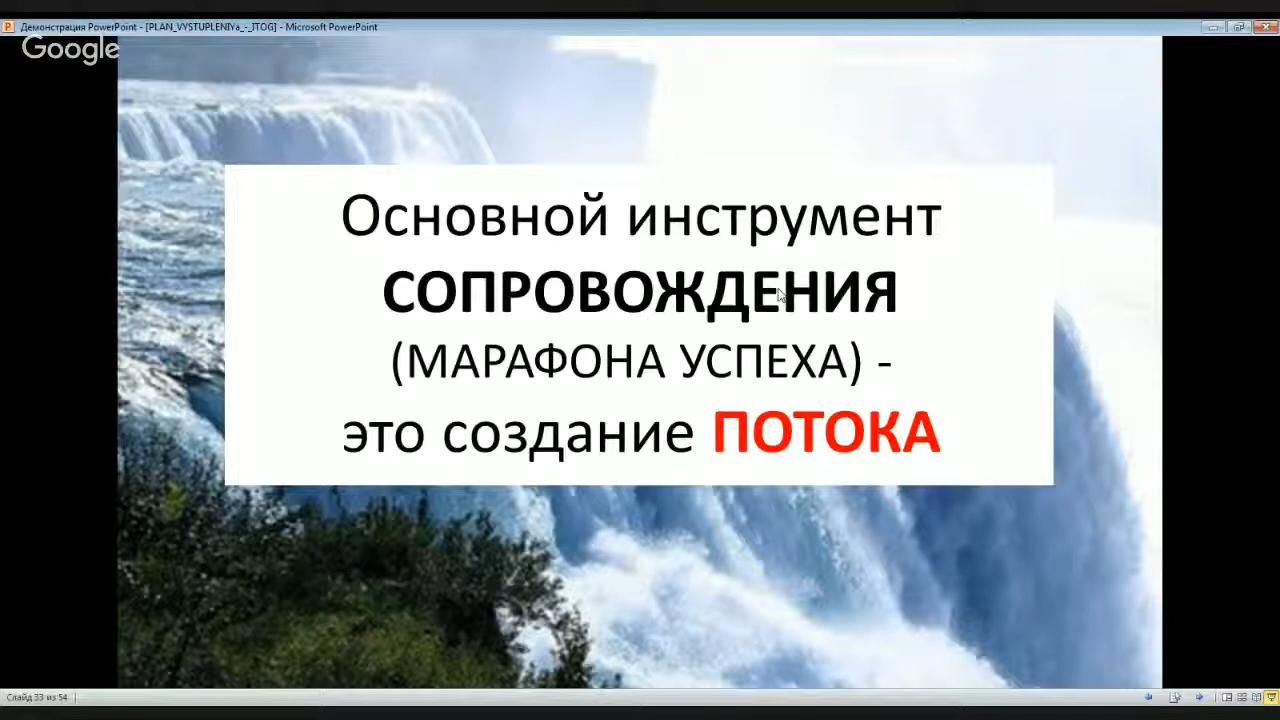 Демонстрация PowerPoint - [PLAN_VYSTUPLENIYa_-_ITOG] - Microsoft PowerPoint
Google
Основной инструмент
СОПРОВОЖДЕНИЯ
(МАРАФОНА УСПЕХА) -
это создание ПОТОКА
Слайд 33 из 54